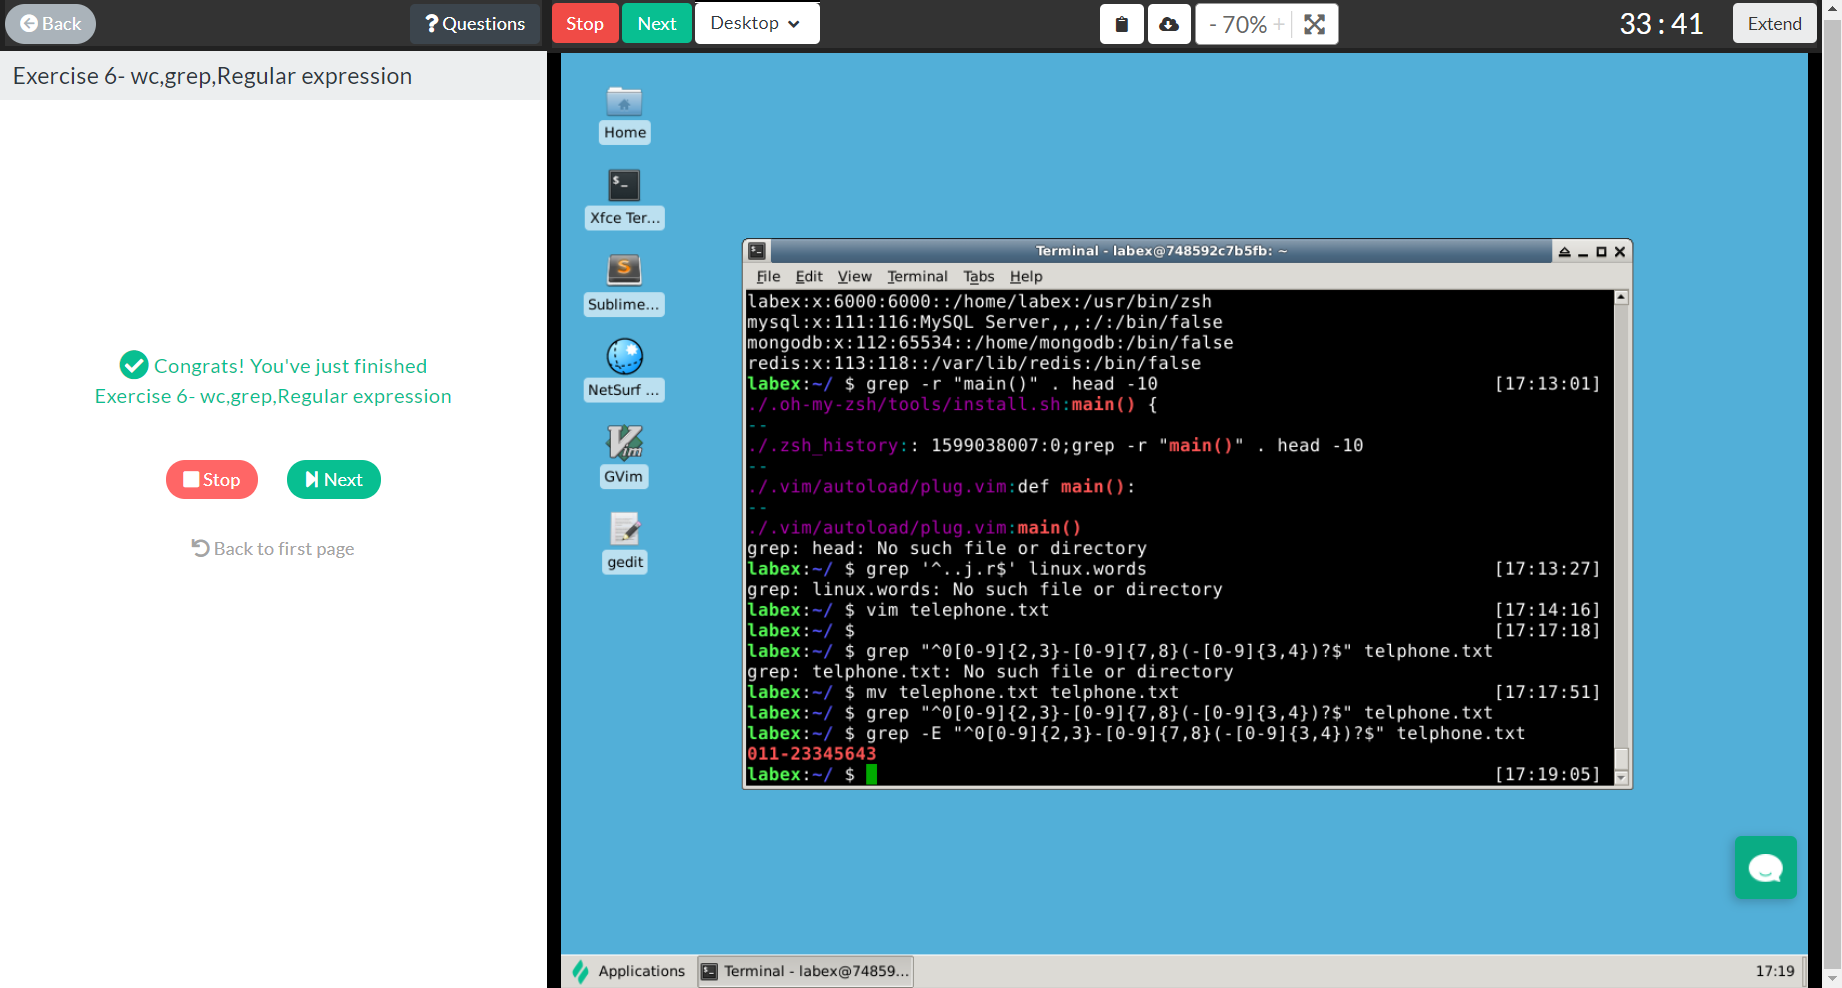 Back
? Questions
Stop
Next
Desktop
- 70% +
33 : 41
Extend
Exercise 6- wc,grep,Regular expression
Congrats! You've just finished
Exercise 6- wc,grep,Regular expression
Stop
Next
Back to first page
Home
$_
Xfce Ter...
S
Sublime...
NetSurf ...
Vim
GVim
gedit
Terminal - labex@748592c7b5fb: ~
File Edit View Terminal Tabs Help
labex:x:6000:6000::/home/labex:/usr/bin/zsh
mysql:x:111:116:MySQL Server,,,:/:/bin/false
mongodb:x:112:65534::/home/mongodb:/bin/false
redis:x:113:118::/var/lib/redis:/bin/false
labex:~/ $ grep -r "main()" . head -10 [17:13:01]
./.oh-my-zsh/tools/install.sh:main() {
--
./.zsh_history:: 1599038007:0;grep -r "main()" . head -10
--
./.vim/autoload/plug.vim:def main():
--
./.vim/autoload/plug.vim:main()
grep: head: No such file or directory
labex:~/ $ grep '^..j.r$' linux.words [17:13:27]
grep: linux.words: No such file or directory
labex:~/ $ vim telephone.txt [17:14:16]
labex:~/ $ [17:17:18]
labex:~/ $ grep "^0[0-9]{2,3}-[0-9]{7,8}(-[0-9]{3,4})?$" telphone.txt
grep: telphone.txt: No such file or directory
labex:~/ $ mv telephone.txt telphone.txt [17:17:51]
labex:~/ $ grep "^0[0-9]{2,3}-[0-9]{7,8}(-[0-9]{3,4})?$" telphone.txt
labex:~/ $ grep -E "^0[0-9]{2,3}-[0-9]{7,8}(-[0-9]{3,4})?$" telphone.txt
011-23345643
labex:~/ $ [17:19:05]
Applications
Terminal - labex@74859...
17:19